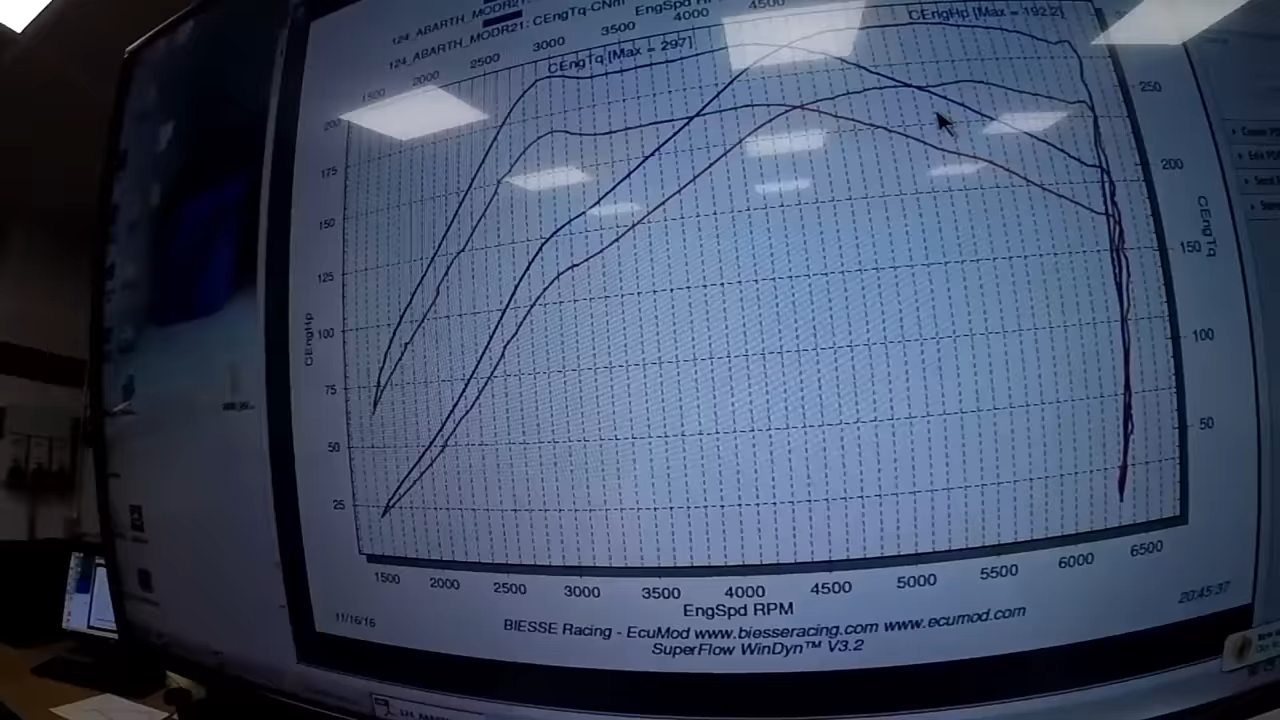 124_ABARTH_MODR21:
124_ABARTH_MODR21: CEngTq-CNm
EngSpd
1500 2000 2500 3000 3500 4000 4500
CEngTq [Max = 297]
CEngHp [Max = 192.2]
200
175
150
125
100
75
50
25
CEngHp
250
200
150
100
50
CEngTq
1500 2000 2500 3000 3500 4000 4500 5000 5500 6000 6500
EngSpd RPM
11/16/16
20:45:37
BIESSE Racing - EcuMod www.biesseracing.com www.ecumod.com
SuperFlow WinDyn™ V3.2